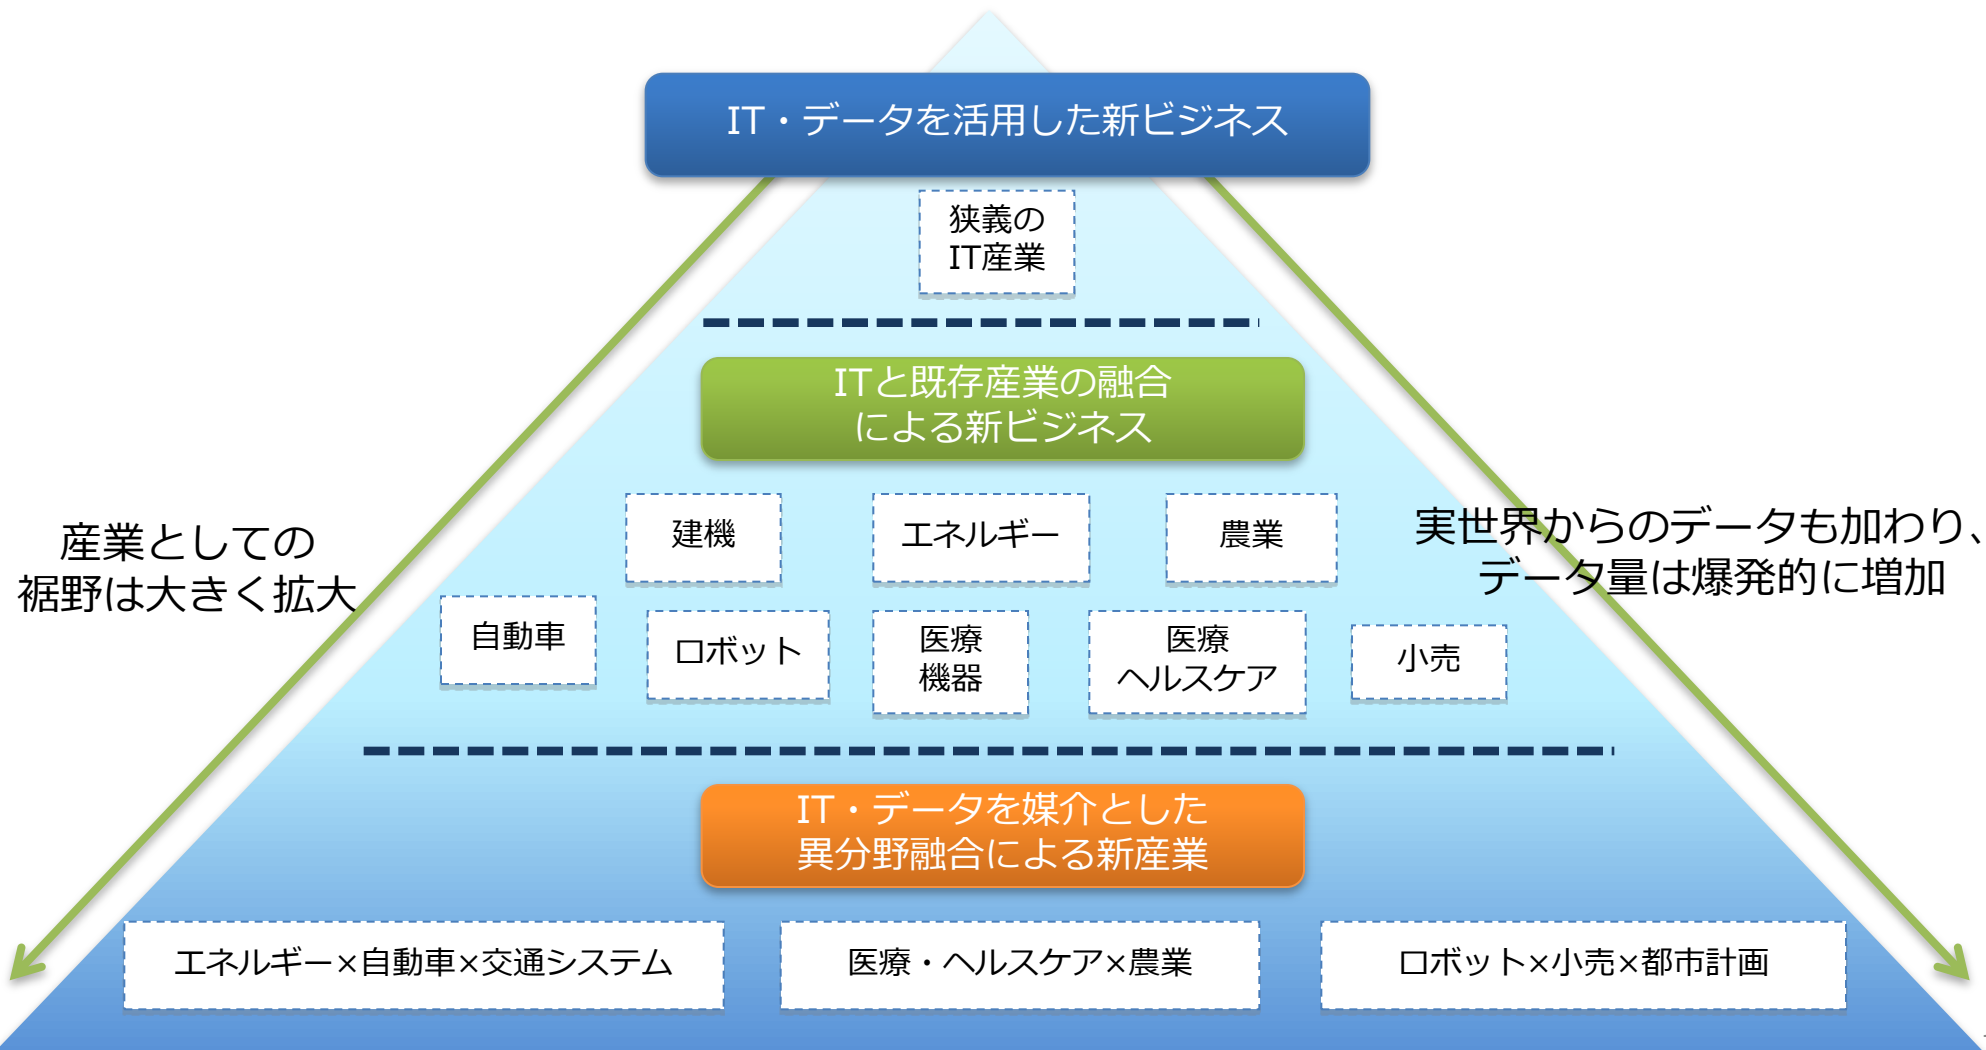 IT・データを活用した新ビジネス
狭義の
IT産業
ITと既存産業の融合
による新ビジネス
建機
エネルギー
農業
産業としての
裾野は大きく拡大
実世界からのデータも加わり、
データ量は爆発的に増加
自動車
ロボット
医療
機器
医療
ヘルスケア
小売
IT・データを媒介とした
異分野融合による新産業
エネルギー×自動車×交通システム
医療・ヘルスケア×農業
ロボット×小売×都市計画